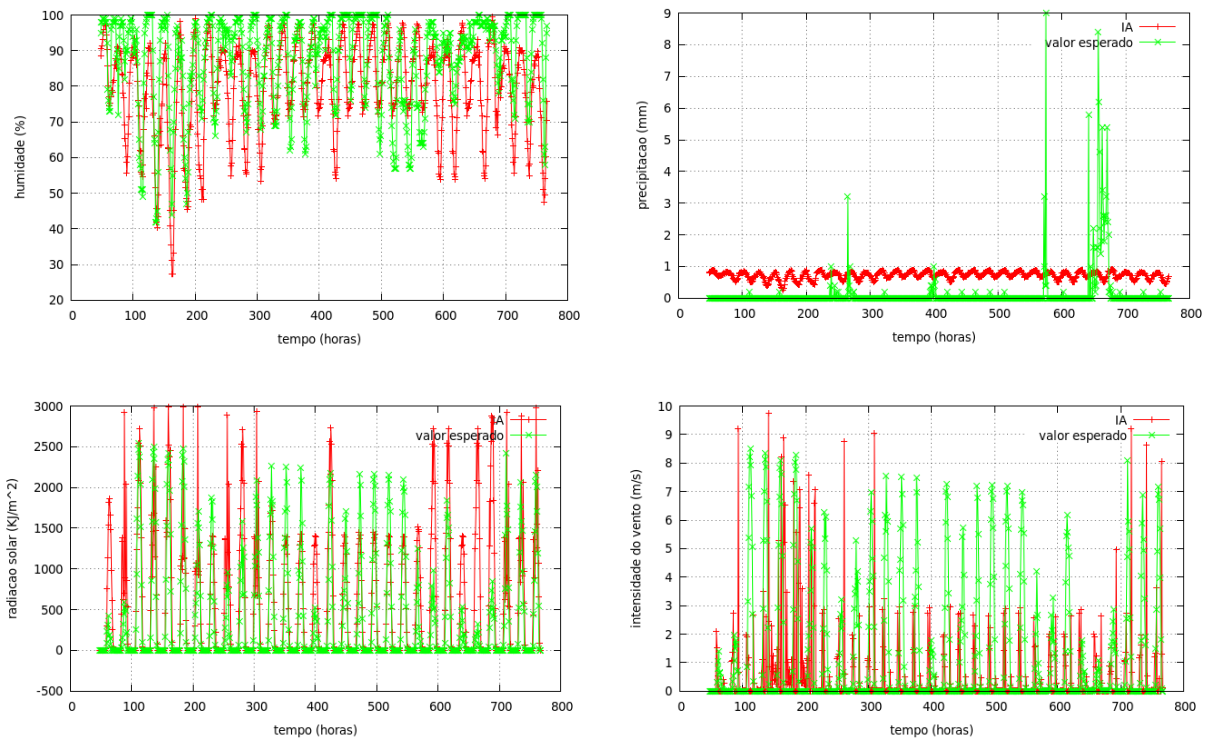 100
90
80
70
60
50
40
30
20
humidade (%)
0 100 200 300 400 500 600 700 800
tempo (horas)
9
8
7
6
5
4
3
2
1
0
precipitacao (mm)
IA
valor esperado
0 100 200 300 400 500 600 700 800
tempo (horas)
3000
2500
2000
1500
1000
500
0
-500
radiacao solar (KJ/m^2)
IA
valor esperado
0 100 200 300 400 500 600 700 800
tempo (horas)
10
9
8
7
6
5
4
3
2
1
0
intensidade do vento (m/s)
IA
valor esperado
0 100 200 300 400 500 600 700 800
tempo (horas)